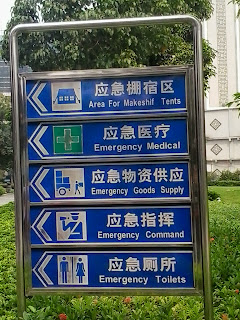 应急棚宿区
Area For Makeshif Tents
应急医疗
Emergency Medical
应急物资供应
Emergency Goods Supply
应急指挥
Emergency Command
应急厕所
Emergency Toilets